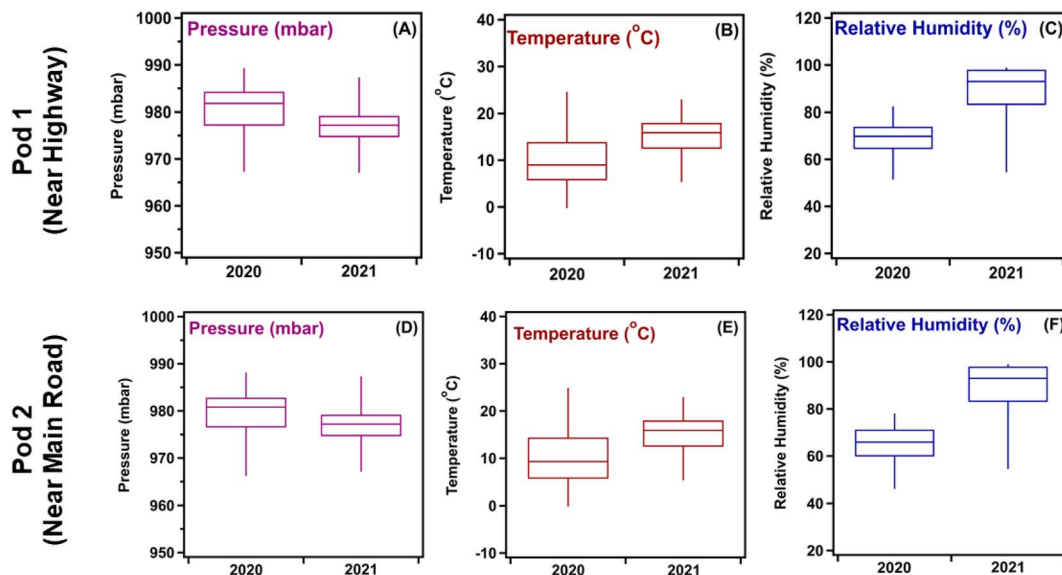 Pod 1
(Near Highway)
Pressure (mbar)
1000
990
980
970
960
950
Pressure (mbar) (A)
2020 2021
Temperature (°C)
40
30
20
10
0
-10
Temperature (°C) (B)
2020 2021
Relative Humidity (%)
120
100
80
60
40
20
Relative Humidity (%) (C)
2020 2021
Pod 2
(Near Main Road)
Pressure (mbar)
1000
990
980
970
960
950
Pressure (mbar) (D)
2020 2021
Temperature (°C)
40
30
20
10
0
-10
Temperature (°C) (E)
2020 2021
Relative Humidity (%)
120
100
80
60
40
20
Relative Humidity (%) (F)
2020 2021